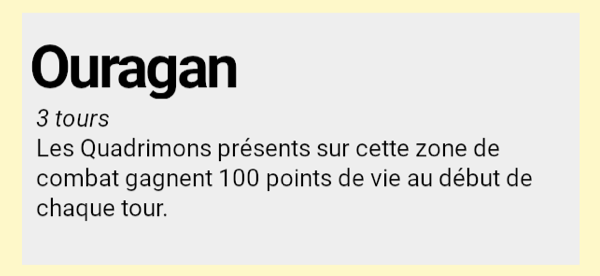 Ouragan
3 tours
Les Quadrimons présents sur cette zone de
combat gagnent 100 points de vie au début de
chaque tour.